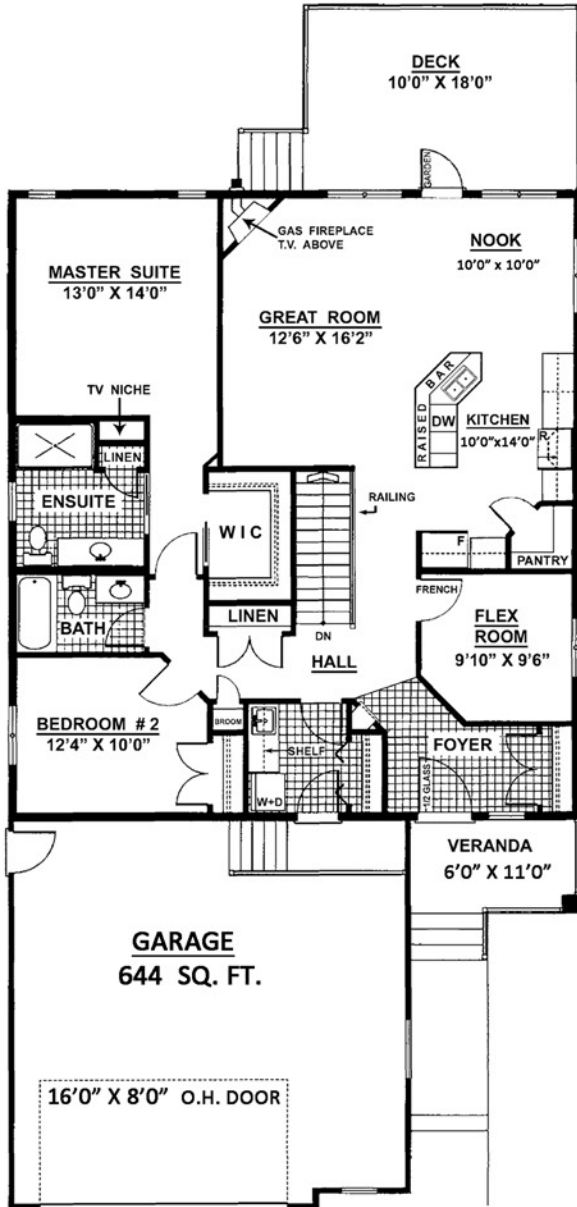 DECK
10'0" X 18'0"
GARDEN
GAS FIREPLACE
T.V. ABOVE
NOOK
10'0" x 10'0"
MASTER SUITE
13'0" X 14'0"
GREAT ROOM
12'6" X 16'2"
TV NICHE
RAISED BAR
DW
KITCHEN
10'0"x14'0"
R
LINEN
ENSUITE
W I C
RAILING
F
PANTRY
BATH
LINEN
DN
HALL
FRENCH
FLEX
ROOM
9'10" X 9'6"
BEDROOM # 2
12'4" X 10'0"
BROOM
SHELF
W+D
FOYER
1/2 GLASS
VERANDA
6'0" X 11'0"
GARAGE
644 SQ. FT.
16'0" X 8'0" O.H. DOOR